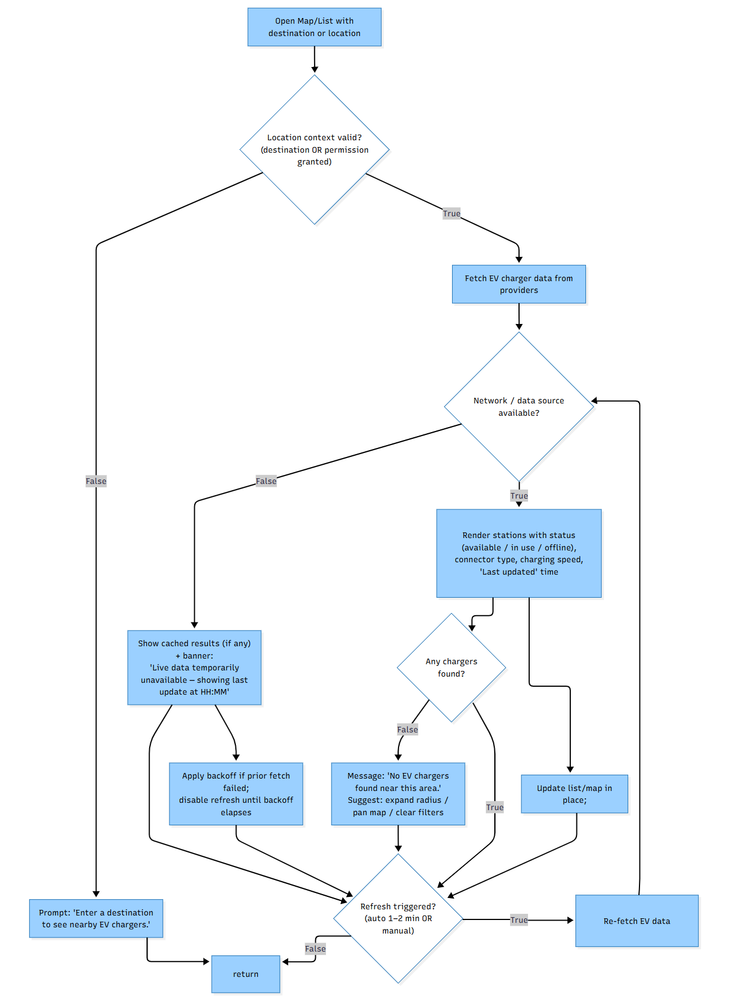 Open Map/List with
destination or location
Location context valid?
(destination OR permission
granted)
True
Fetch EV charger data from
providers
Network / data source
available?
False
False
True
Render stations with status
(available / in use / offline),
connector type, charging speed,
'Last updated' time
Show cached results (if any)
+ banner:
'Live data temporarily
unavailable – showing last
update at HH:MM'
Any chargers
found?
False
True
Apply backoff if prior fetch
failed;
disable refresh until backoff
elapses
Message: 'No EV chargers
found near this area.'
Suggest: expand radius /
pan map / clear filters
Update list/map in
place;
Prompt: 'Enter a destination
to see nearby EV chargers.'
Refresh triggered?
(auto 1–2 min OR
manual)
True
Re-fetch EV data
False
return